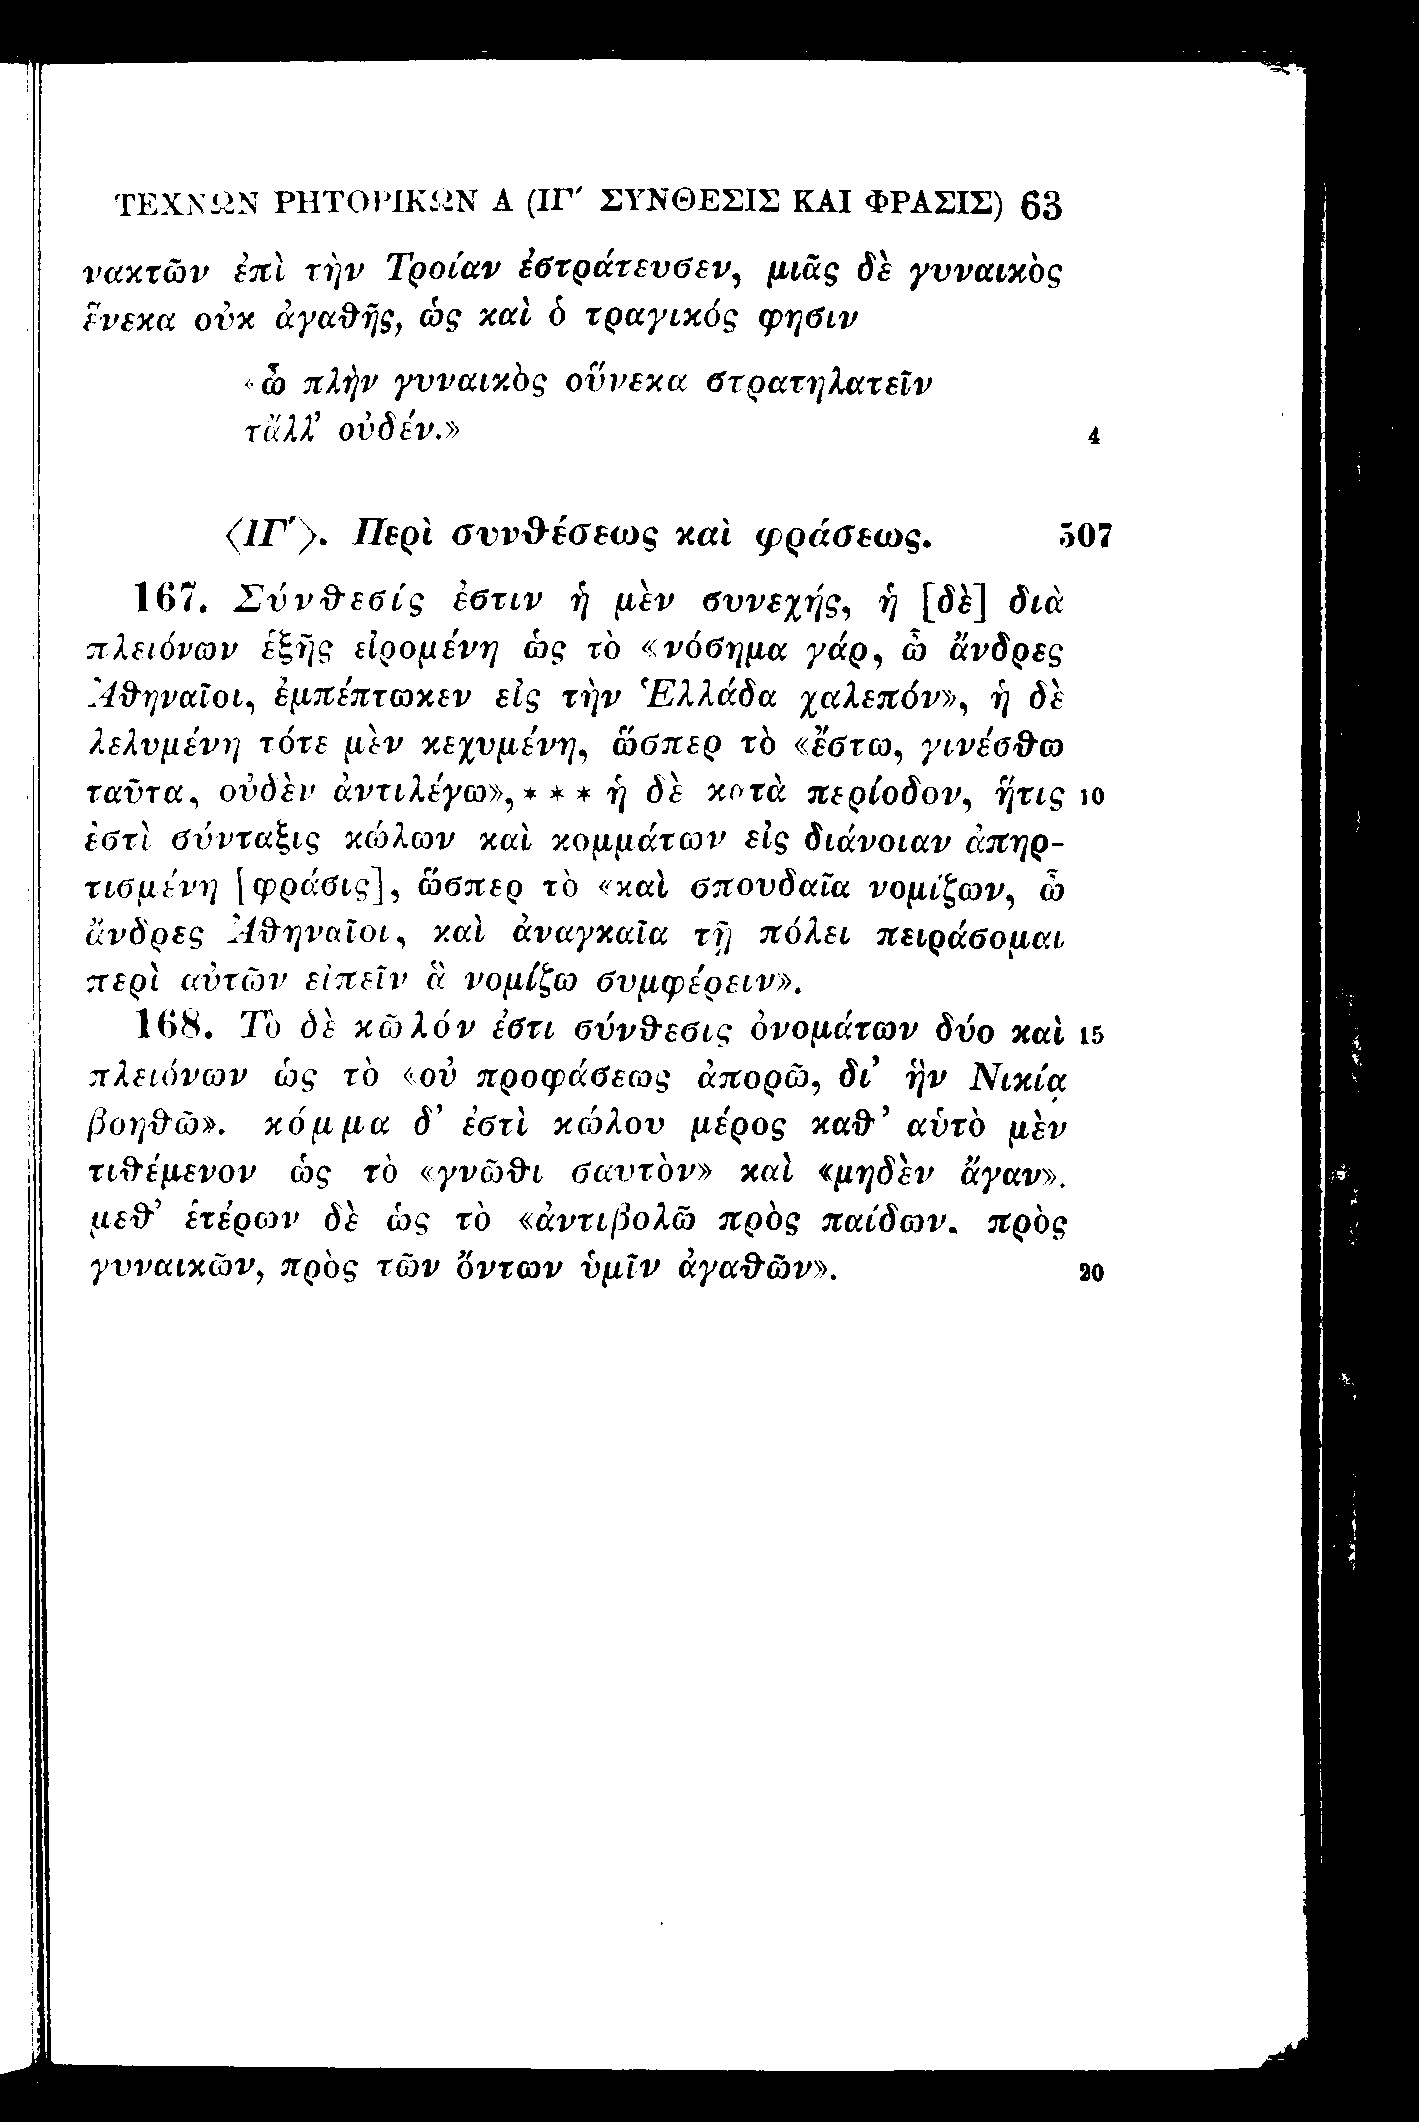 ΤΕΧΝΩΝ ΡΗΤΟΡΙΚΩΝ Α (ΙΓ′ ΣΥΝΘΕΣΙΣ ΚΑΙ ΦΡΑΣΙΣ) 63
νακτῶν ἐπὶ τὴν Τροίαν ἐστράτευσεν, μιᾶς δὲ γυναικὸς
ἕνεκα οὐκ ἀγαθῆς, ὡς καὶ ὁ τραγικός φησιν
«ὦ πλὴν γυναικὸς οὕνεκα στρατηλατεῖν
τἄλλ’ οὐδέν.» 4
⟨ΙΓ′⟩. Περὶ συνθέσεως καὶ φράσεως. 507
167. Σύνθεσίς ἐστιν ἡ μὲν συνεχής, ἡ [δὲ] διὰ
πλειόνων ἑξῆς εἰρομένη ὡς τὸ «νόσημα γάρ, ὦ ἄνδρες
Ἀθηναῖοι, ἐμπέπτωκεν εἰς τὴν Ἑλλάδα χαλεπόν», ἡ δὲ
λελυμένη τότε μὲν κεχυμένη, ὥσπερ τὸ «ἔστω, γινέσθω
ταῦτα, οὐδὲν ἀντιλέγω», * * * ἡ δὲ κατὰ περίοδον, ἥτις 10
ἐστὶ σύνταξις κώλων καὶ κομμάτων εἰς διάνοιαν ἀπηρ-
τισμένη [φράσις], ὥσπερ τὸ «καὶ σπουδαῖα νομίζων, ὦ
ἄνδρες Ἀθηναῖοι, καὶ ἀναγκαῖα τῇ πόλει πειράσομαι
περὶ αὐτῶν εἰπεῖν ἃ νομίζω συμφέρειν».
168. Τὸ δὲ κῶλόν ἐστι σύνθεσις ὀνομάτων δύο καὶ 15
πλειόνων ὡς τὸ «οὐ προφάσεως ἀπορῶ, δι’ ἣν Νικίᾳ
βοηθῶ». κόμμα δ’ ἐστὶ κώλου μέρος καθ’ αὑτὸ μὲν
τιθέμενον ὡς τὸ «γνῶθι σαυτὸν» καὶ «μηδὲν ἄγαν».
μεθ’ ἑτέρων δὲ ὡς τὸ «ἀντιβολῶ πρὸς παίδων. πρὸς
γυναικῶν, πρὸς τῶν ὄντων ὑμῖν ἀγαθῶν». 20